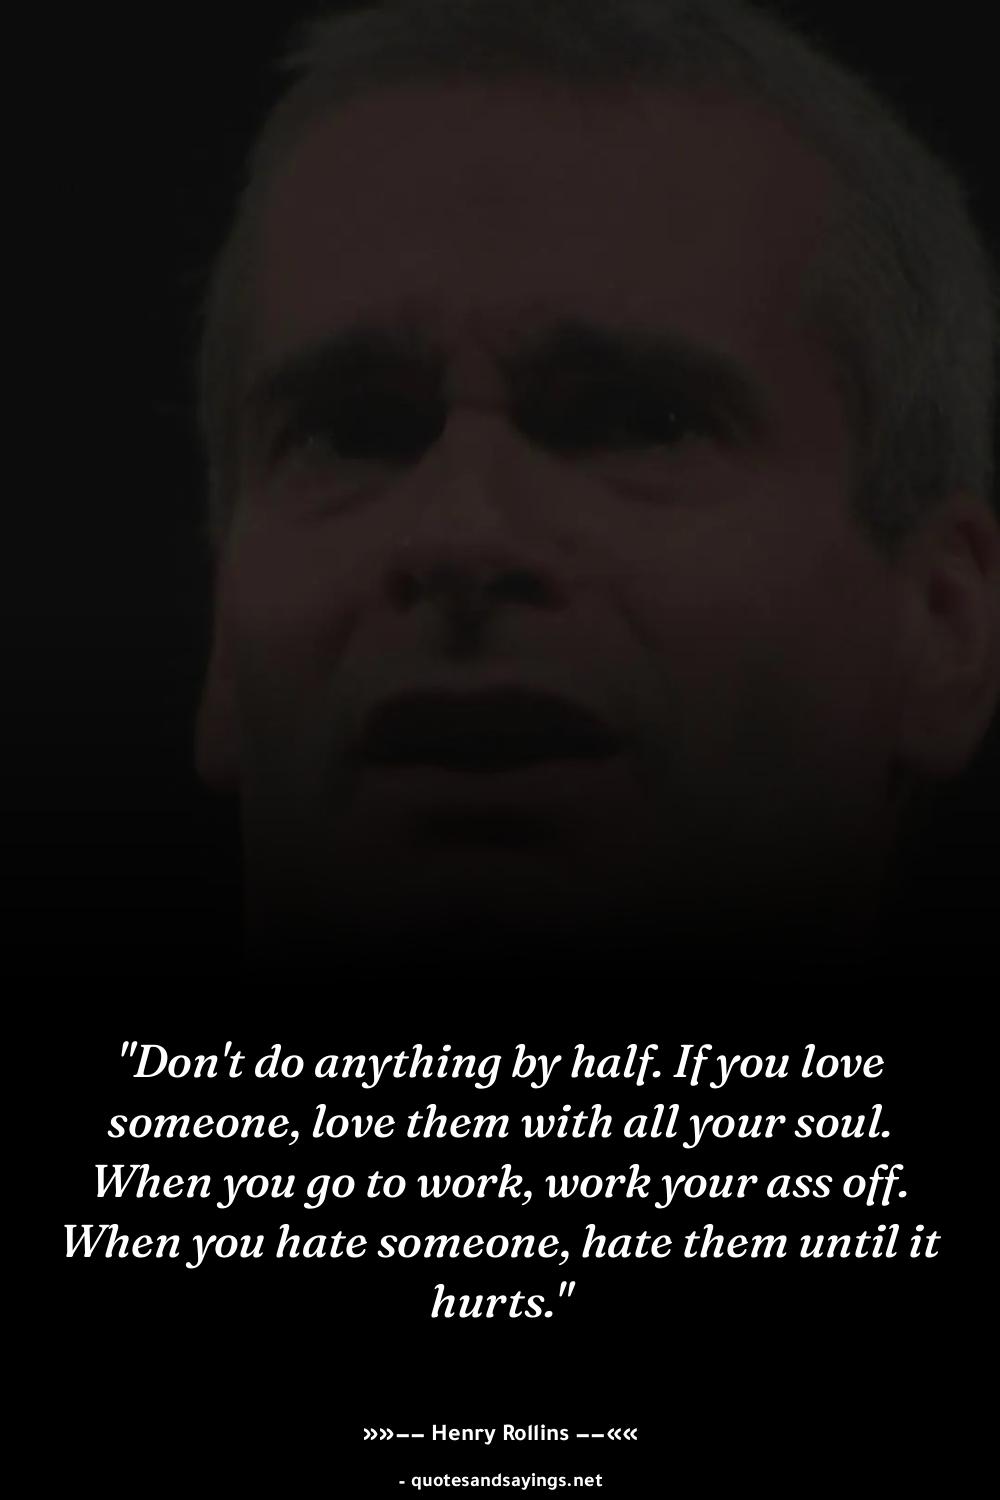 "Don't do anything by half. If you love
someone, love them with all your soul.
When you go to work, work your ass off.
When you hate someone, hate them until it
hurts."
»»−− Henry Rollins −−««
- quotesandsayings.net